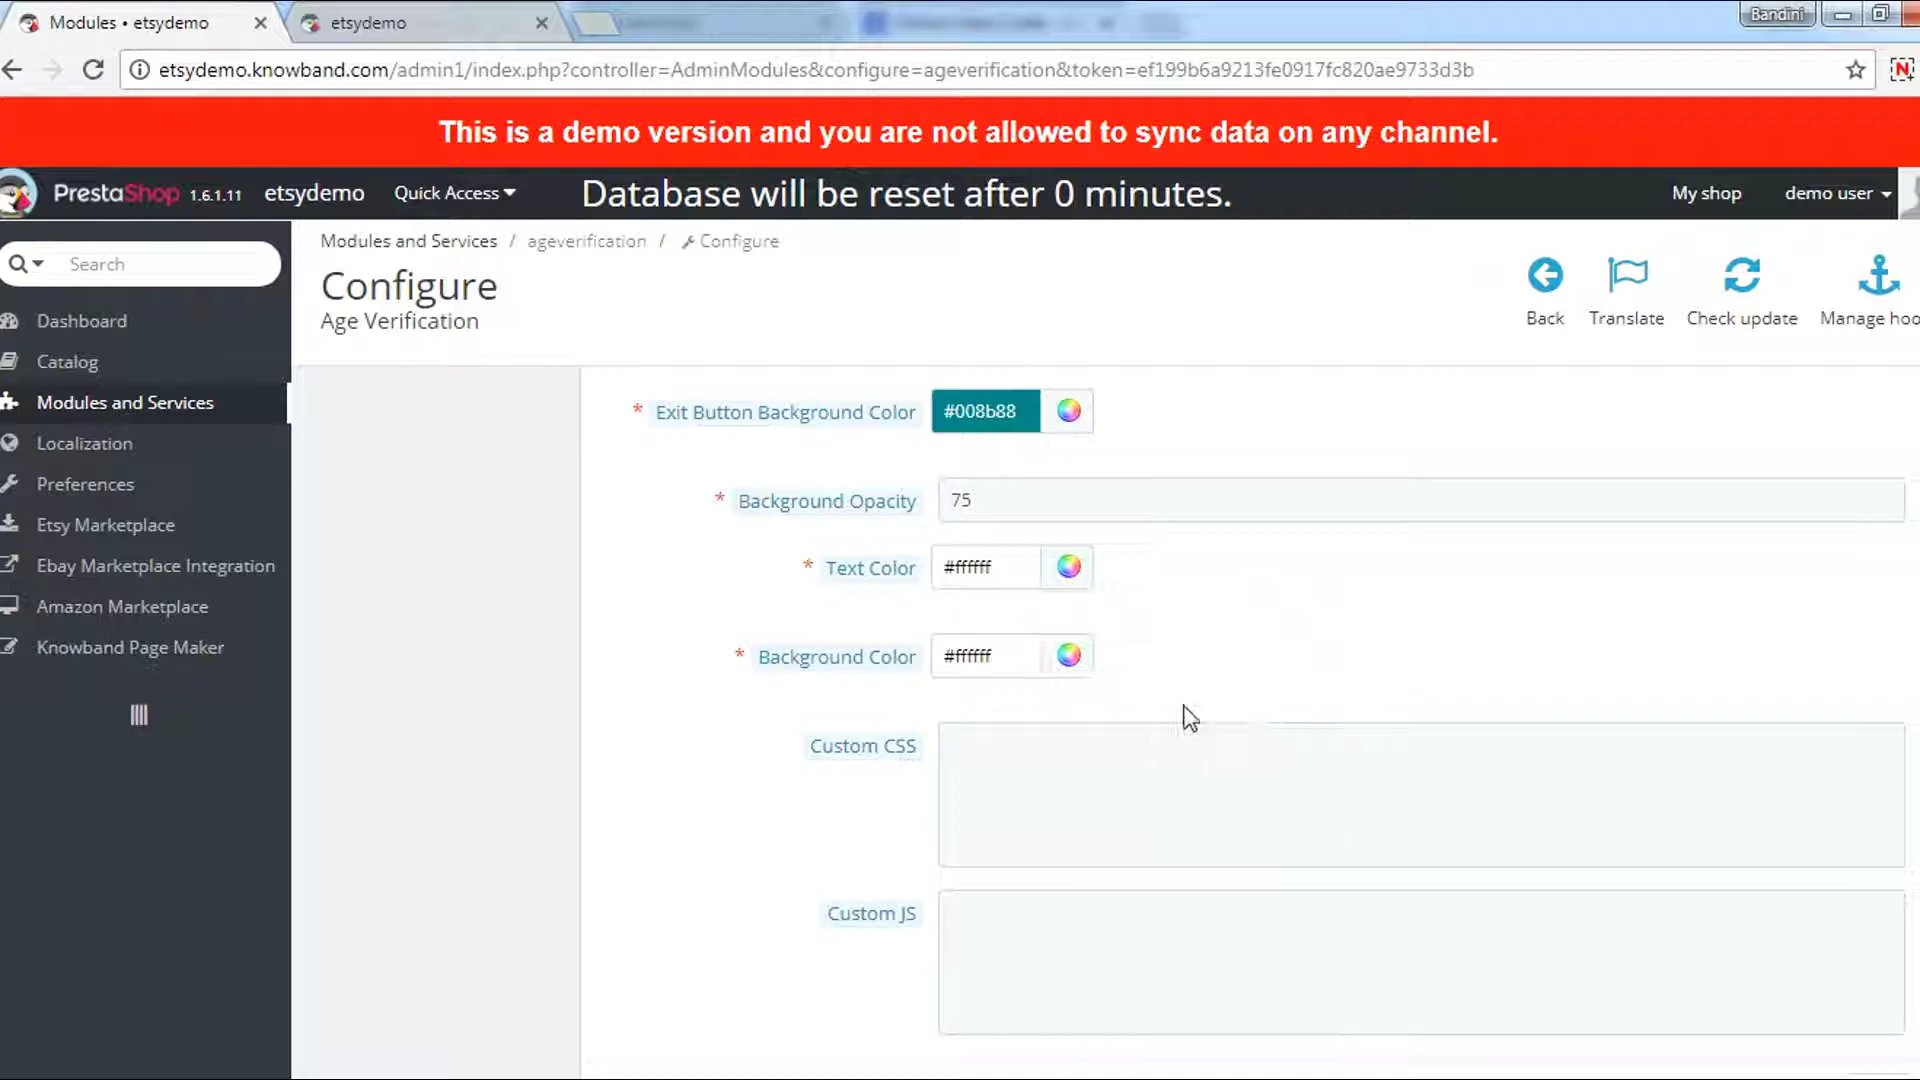 Modules • etsydemo
etsydemo
Bandini
etsydemo.knowband.com/admin1/index.php?controller=AdminModules&configure=ageverification&token=ef199b6a9213fe0917fc820ae9733d3b
N
This is a demo version and you are not allowed to sync data on any channel.
PrestaShop 1.6.1.11 etsydemo Quick Access Database will be reset after 0 minutes. My shop demo user
Modules and Services / ageverification / Configure
Configure
Age Verification
Back
Translate
Check update
Manage hoo
Search
Dashboard
Catalog
Modules and Services
Localization
Preferences
Etsy Marketplace
Ebay Marketplace Integration
Amazon Marketplace
Knowband Page Maker
* Exit Button Background Color #008b88
* Background Opacity 75
* Text Color #ffffff
* Background Color #ffffff
Custom CSS
Custom JS